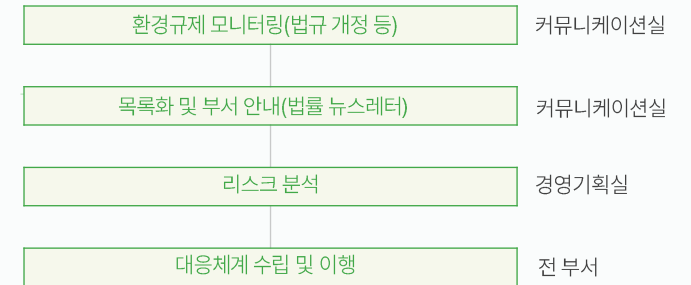 환경규제 모니터링(법규 개정 등) 커뮤니케이션실
목록화 및 부서 안내(법률 뉴스레터) 커뮤니케이션실
리스크 분석 경영기획실
대응체계 수립 및 이행 전 부서